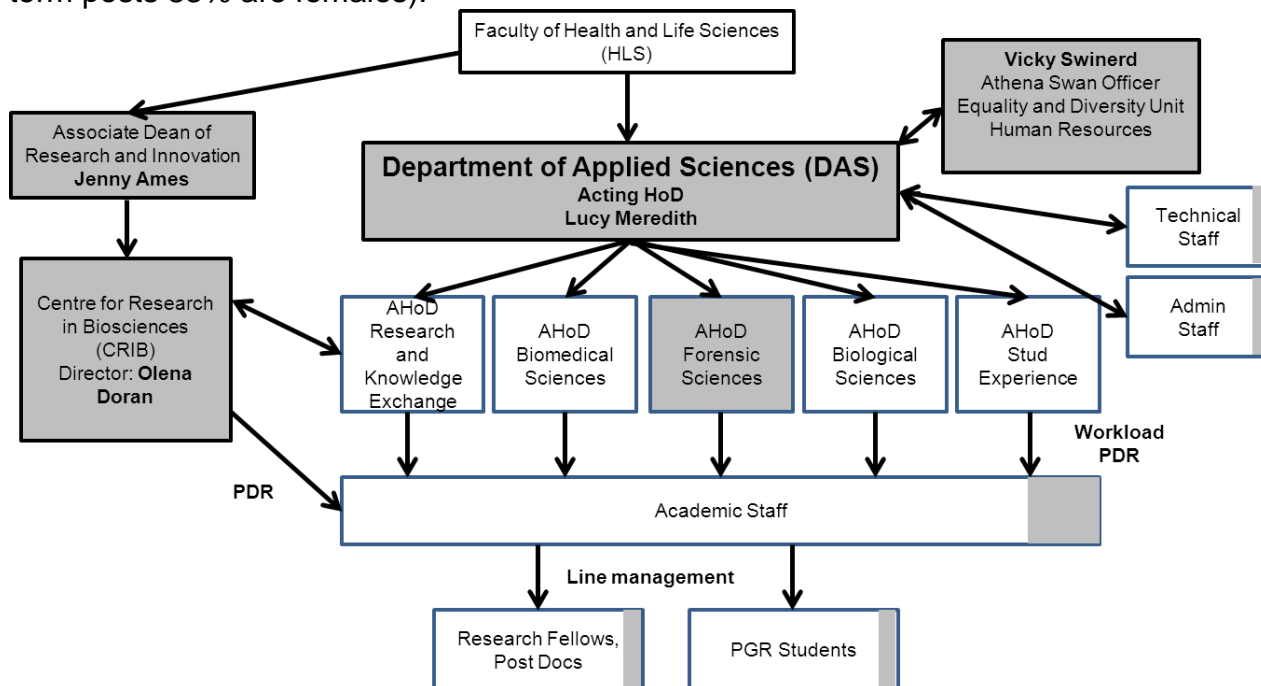 term posts are females).
Faculty of Health and Life Sciences
(HLS)
Vicky Swinerd
Athena Swan Officer
Equality and Diversity Unit
Human Resources
Associate Dean of
Research and Innovation
Jenny Ames
Department of Applied Sciences (DAS)
Acting HoD
Lucy Meredith
Technical
Staff
Admin
Staff
Centre for Research
in Biosciences
(CRIB)
Director: Olena
Doran
AHoD
Research
and
Knowledge
Exchange
AHoD
Biomedical
Sciences
AHoD
Forensic
Sciences
AHoD
Biological
Sciences
AHoD
Stud
Experience
Workload
PDR
PDR
Academic Staff
Line management
Research Fellows,
Post Docs
PGR Students